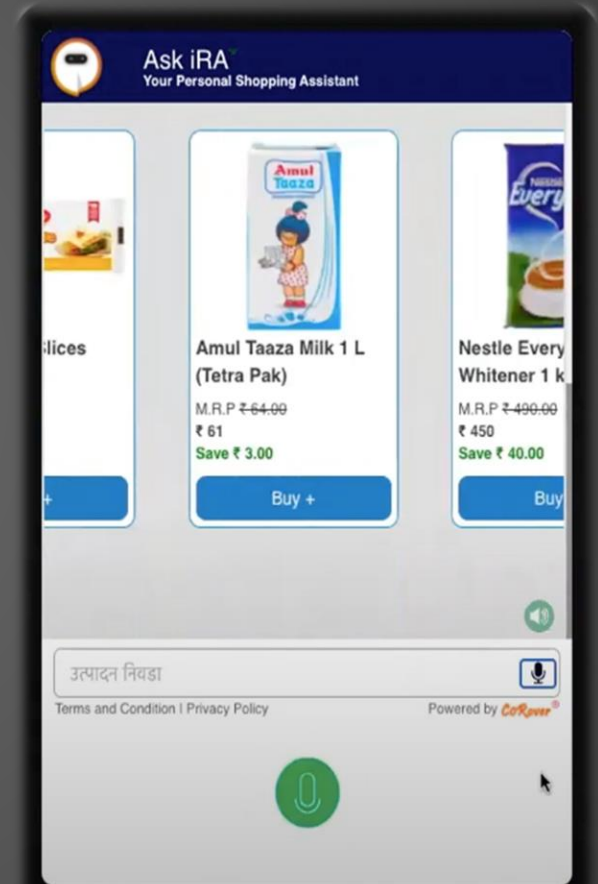 Ask iRA
Your Personal Shopping Assistant
Amul
Taaza
Nestlé
Every
lices
Amul Taaza Milk 1 L
(Tetra Pak)
M.R.P ₹ 64.00
₹ 61
Save ₹ 3.00
Buy +
Nestle Every
Whitener 1 k
M.R.P ₹ 490.00
₹ 450
Save ₹ 40.00
Buy
+
उत्पादन निवडा
Terms and Condition | Privacy Policy
Powered by CoRover®